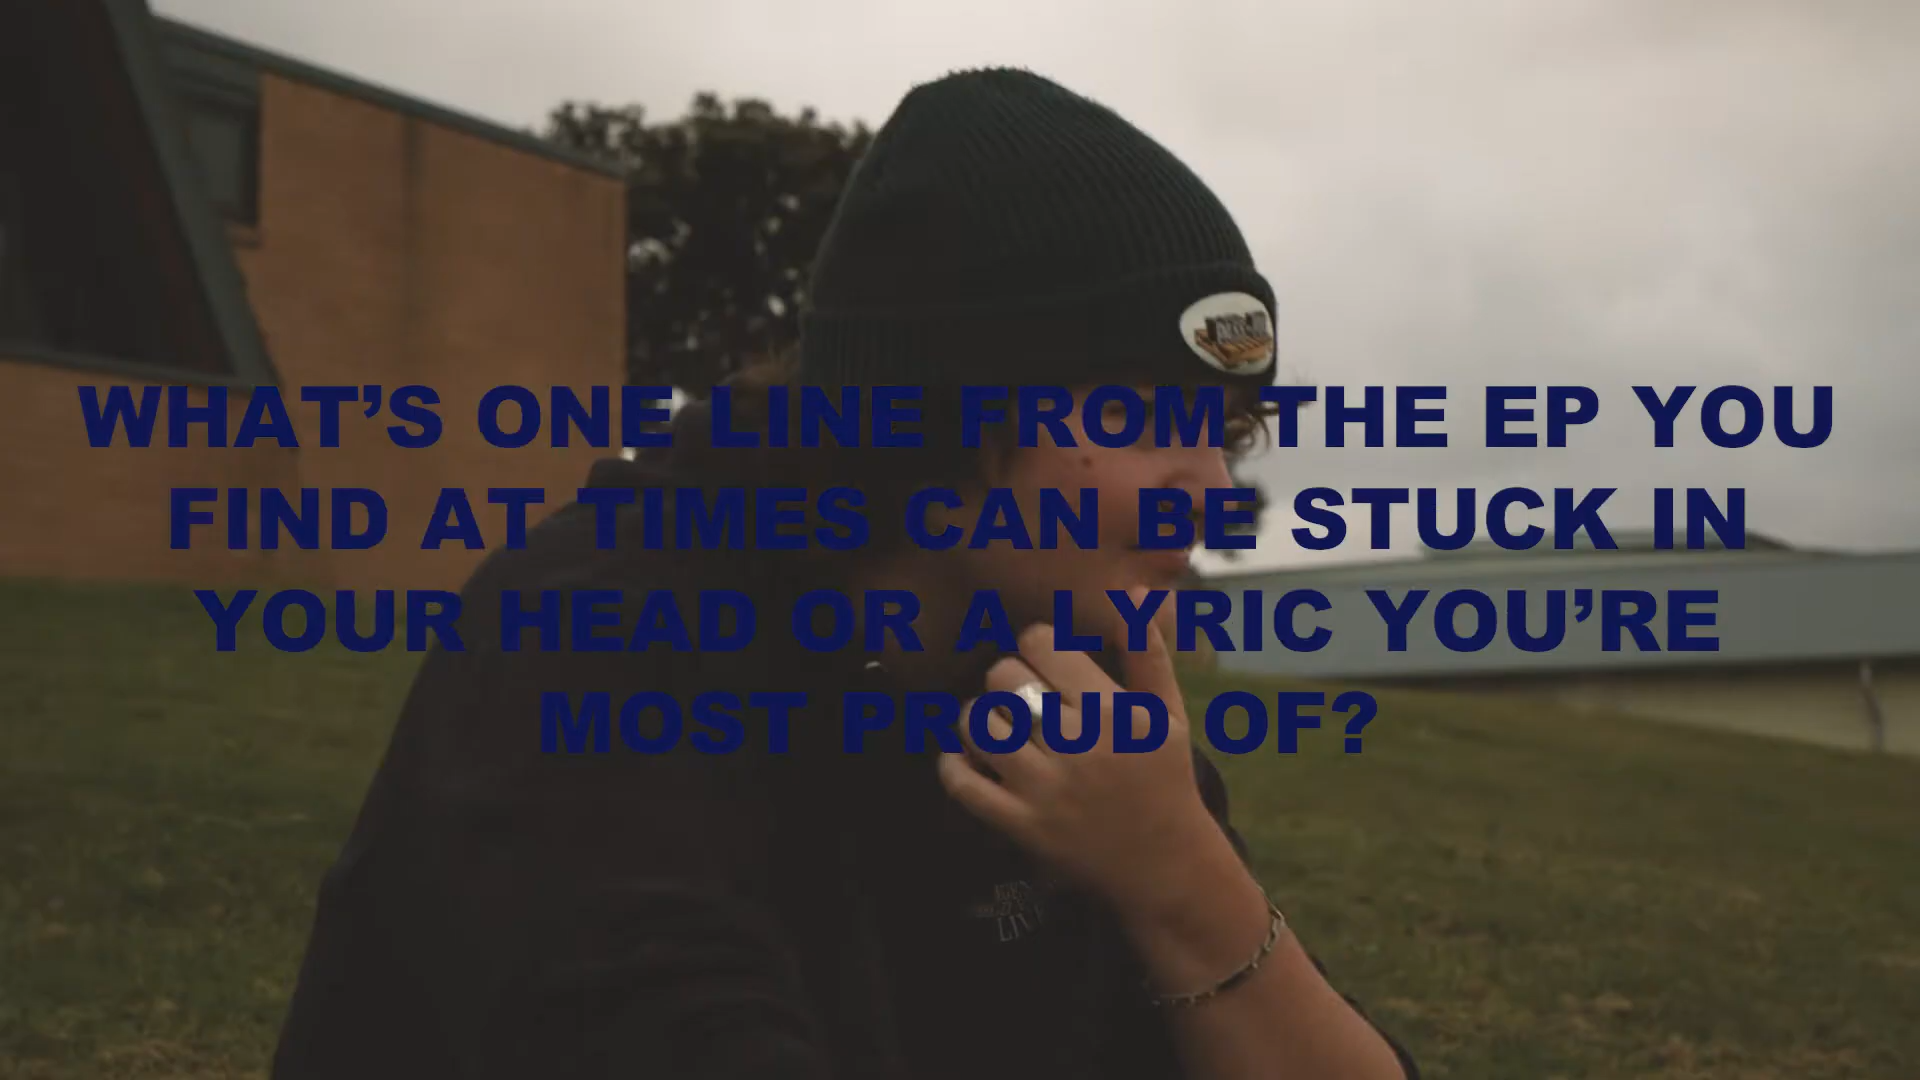 WHAT’S ONE LINE FROM THE EP YOU
FIND AT TIMES CAN BE STUCK IN
YOUR HEAD OR A LYRIC YOU’RE
MOST PROUD OF?